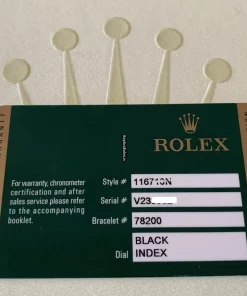 ROLEX
For warranty, chronometer
certification and after
sales service please refer
to the accompanying
booklet.
Style # 116710N
Serial # V23
Bracelet # 78200
Dial BLACK
INDEX